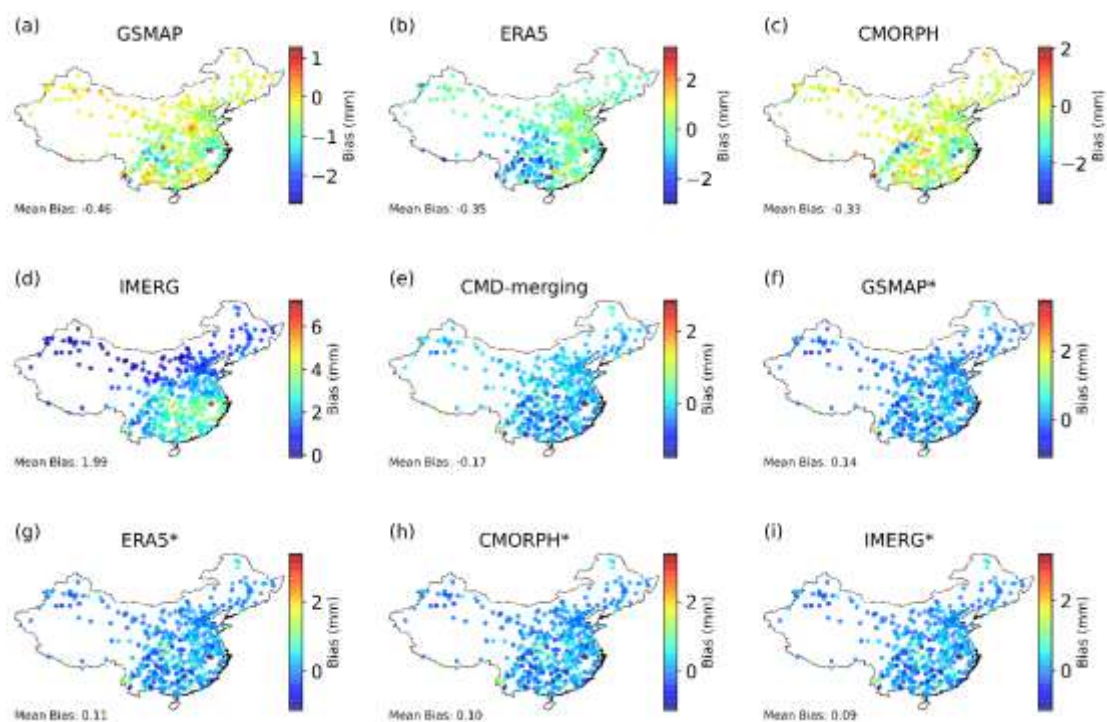 (a) GSMAP
1
0
−1
−2
Bias (mm)
Mean Bias: -0.46
(b) ERA5
2
0
−2
Bias (mm)
Mean Bias: -0.35
(c) CMORPH
2
0
−2
Bias (mm)
Mean Bias: -0.33
(d) IMERG
6
4
2
0
Bias (mm)
Mean Bias: 1.99
(e) CMD-merging
2
0
Bias (mm)
Mean Bias: -0.17
(f) GSMAP*
2
0
Bias (mm)
Mean Bias: 0.14
(g) ERA5*
2
0
Bias (mm)
Mean Bias: 0.11
(h) CMORPH*
2
0
Bias (mm)
Mean Bias: 0.10
(i) IMERG*
2
0
Bias (mm)
Mean Bias: 0.09